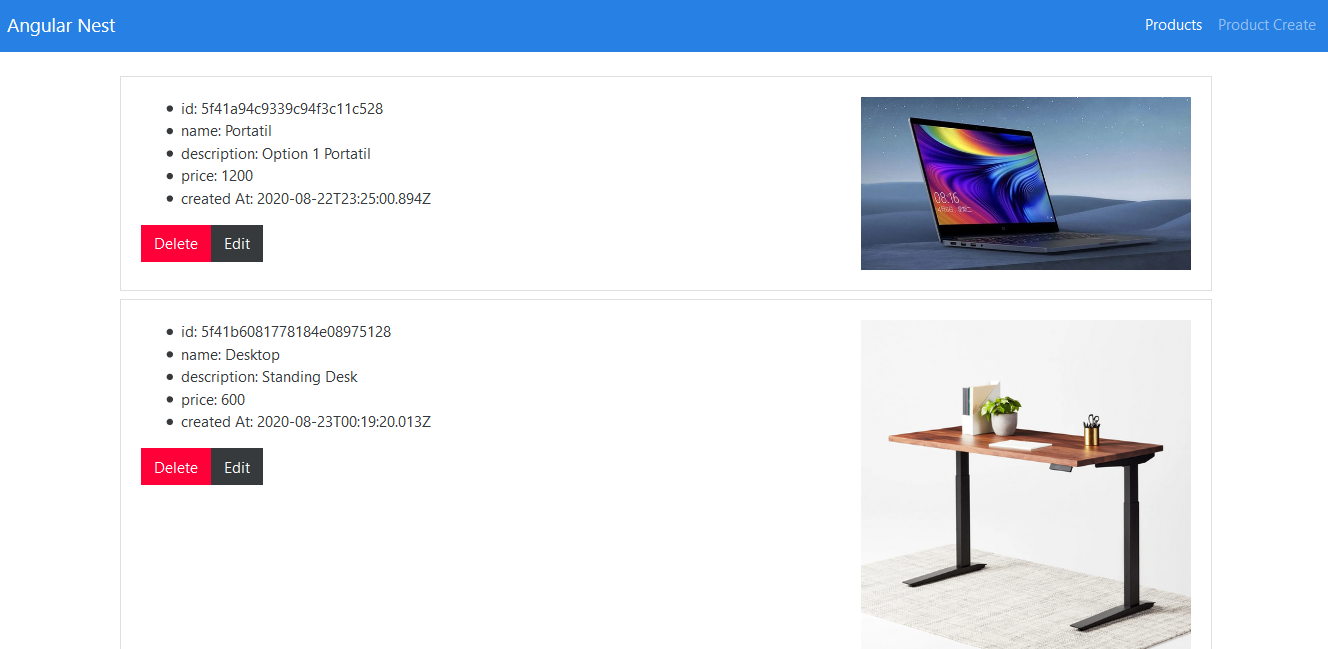 Angular Nest
Products
Product Create
id: 5f41a94c9339c94f3c11c528
name: Portatil
description: Option 1 Portatil
price: 1200
created At: 2020-08-22T23:25:00.894Z
Delete
Edit
08:16
id: 5f41b6081778184e08975128
name: Desktop
description: Standing Desk
price: 600
created At: 2020-08-23T00:19:20.013Z
Delete
Edit